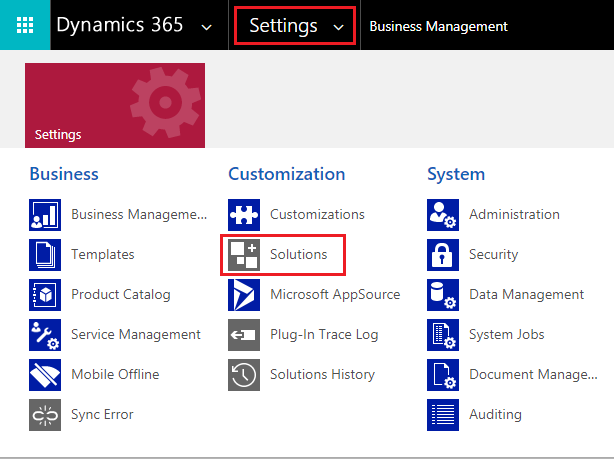 Dynamics 365 Settings Business Management
Settings
Business Customization System
Business Manageme... Customizations Administration
Templates Solutions Security
Product Catalog Microsoft AppSource Data Management
Service Management Plug-In Trace Log System Jobs
Mobile Offline Solutions History Document Manage...
Sync Error Auditing